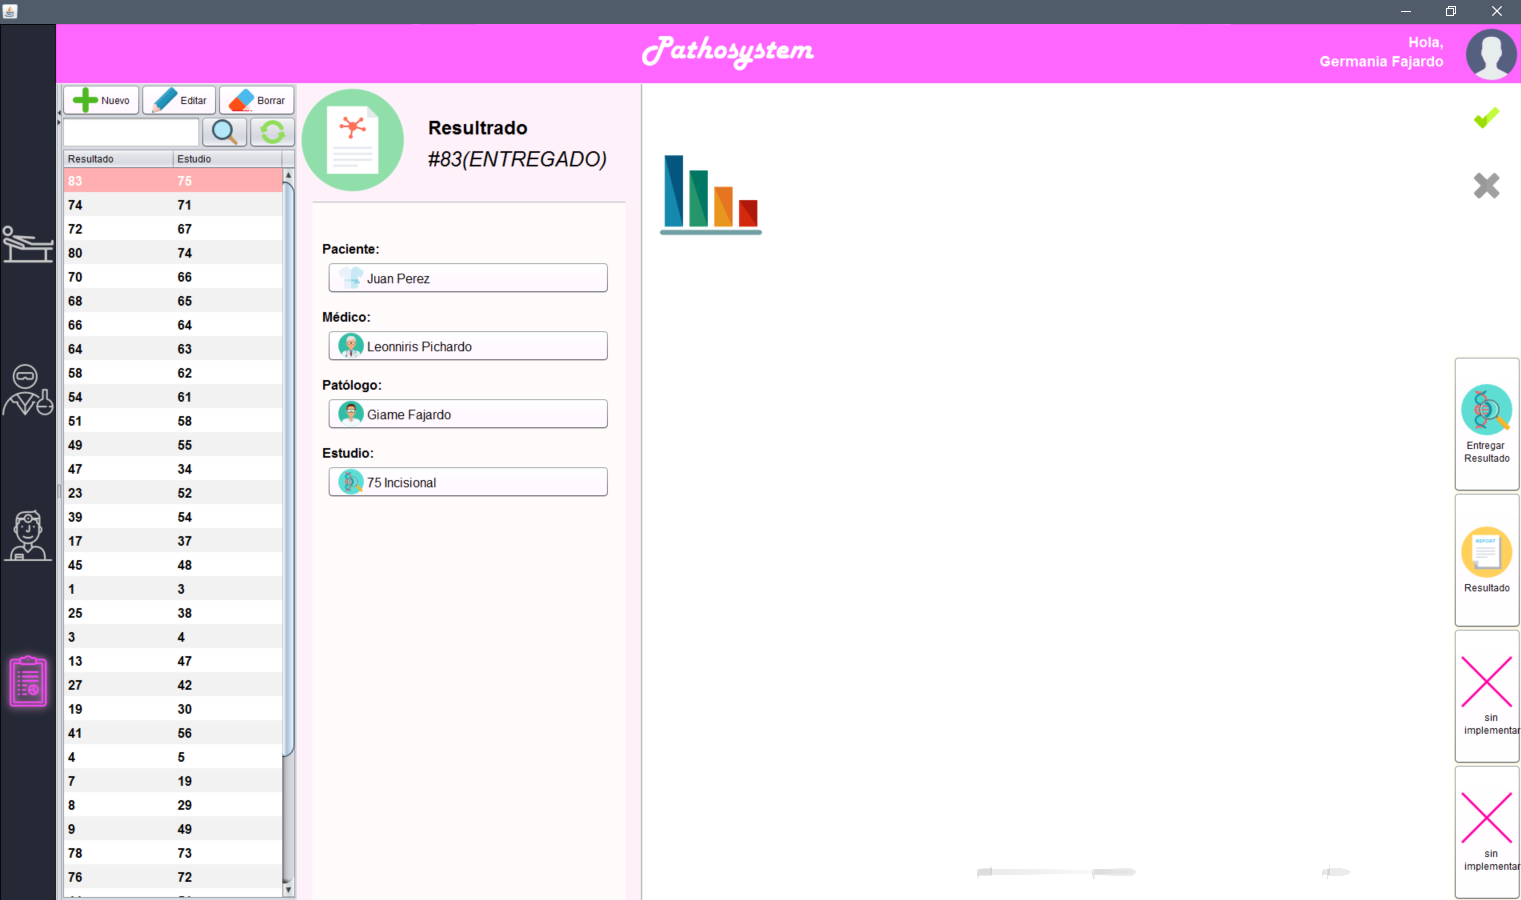 Pathosystem
Hola,
Germania Fajardo
Nuevo
Editar
Borrar
Resultado Estudio
83 75
74 71
72 67
80 74
70 66
68 65
66 64
64 63
58 62
54 61
51 58
49 55
47 34
23 52
39 54
17 37
45 48
1 3
25 38
3 4
13 47
27 42
19 30
41 56
4 5
7 19
8 29
9 49
78 73
76 72
Resultrado
#83(ENTREGADO)
Paciente:
Juan Perez
Médico:
Leonniris Pichardo
Patólogo:
Giame Fajardo
Estudio:
75 Incisional
Entregar
Resultado
REPORT
Resultado
sin
implementar
sin
implementar